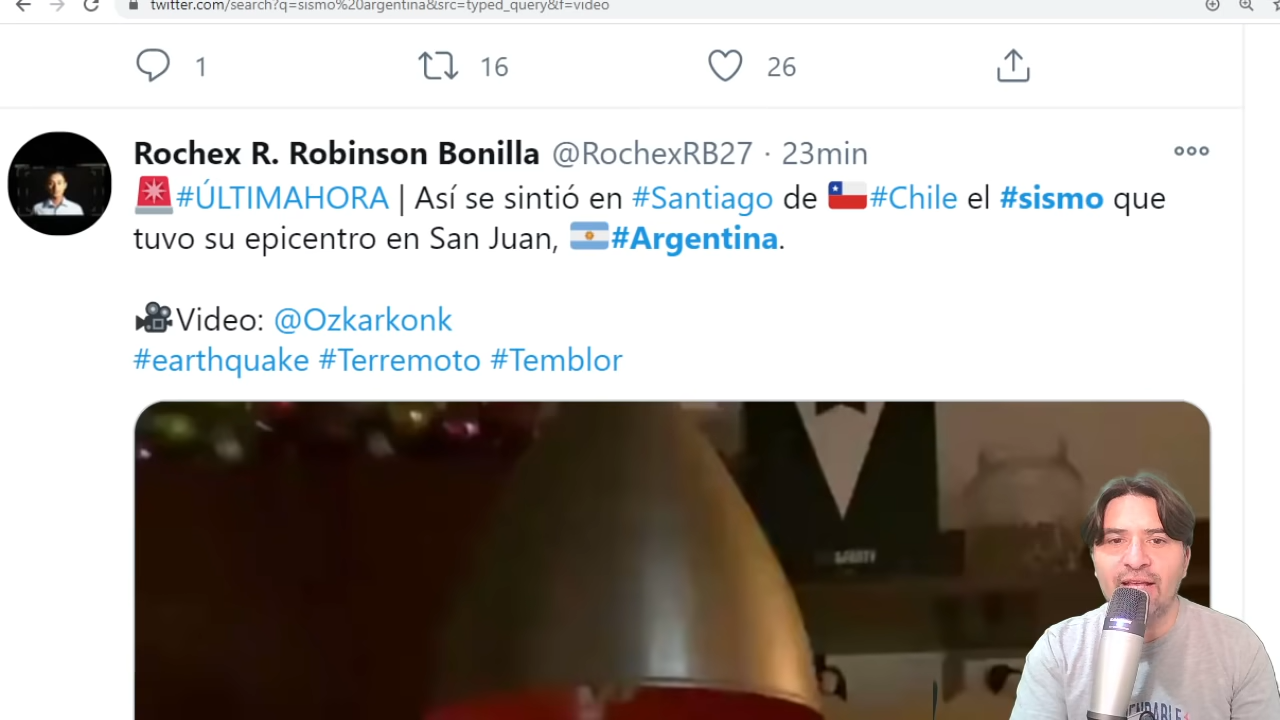 twitter.com/search?q=sismo%20argentina&src=typed_query&f=video
1 16 26
Rochex R. Robinson Bonilla @RochexRB27 · 23min
🚨#ÚLTIMAHORA | Así se sintió en #Santiago de 🇨🇱#Chile el #sismo que
tuvo su epicentro en San Juan, 🇦🇷#Argentina.
🎥Video: @Ozkarkonk
#earthquake #Terremoto #Temblor